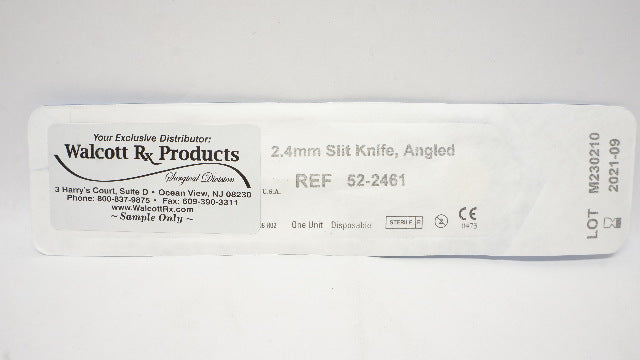 Your Exclusive Distributor:
Walcott Rx Products
Surgical Division
3 Harry's Court, Suite D • Ocean View, NJ 08230
Phone: 800-837-9875 • Fax: 609-390-3311
www.WalcottRx.com
~ Sample Only ~
2.4mm Slit Knife, Angled
REF 52-2461
U.S.A.
R02 One Unit Disposable STERILE R 2 CE
0473
LOT M230210
2021-09